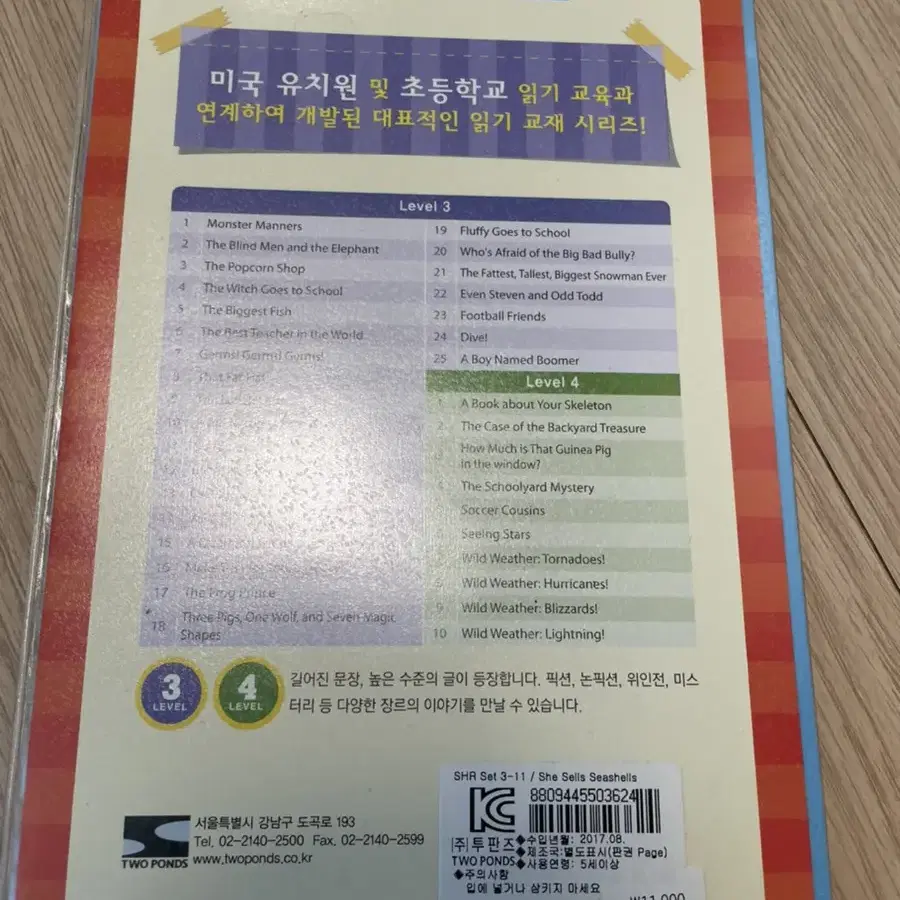 미국 유치원 및 초등학교 읽기 교육과
연계하여 개발된 대표적인 읽기 교재 시리즈!
Level 3
1 Monster Manners
2 The Blind Men and the Elephant
3 The Popcorn Shop
4 The Witch Goes to School
5 The Biggest Fish
6 The Best Teacher in the World
7 Germs! Germs! Germs!
8 That Fat Hat
15
16
17 The Frog Prince
18 Three Pigs, One Wolf, and Seven Magic
Shapes
19 Fluffy Goes to School
20 Who's Afraid of the Big Bad Bully?
21 The Fattest, Tallest, Biggest Snowman Ever
22 Even Steven and Odd Todd
23 Football Friends
24 Dive!
25 A Boy Named Boomer
Level 4
1 A Book about Your Skeleton
2 The Case of the Backyard Treasure
How Much is That Guinea Pig
in the window?
4 The Schoolyard Mystery
Soccer Cousins
6 Seeing Stars
Wild Weather: Tornadoes!
Wild Weather: Hurricanes!
9 Wild Weather: Blizzards!
10 Wild Weather: Lightning!
3 LEVEL
4 LEVEL
길어진 문장, 높은 수준의 글이 등장합니다. 픽션, 논픽션, 위인전, 미스
터리 등 다양한 장르의 이야기를 만날 수 있습니다.
TWO PONDS
서울특별시 강남구 도곡로 193
Tel. 02-2140-2500 Fax. 02-2140-2599
www.twoponds.co.kr
SHR Set 3-11 / She Sells Seashells
8809445503624
(주)투판즈 ◆수입년월: 2017.08.
TWO PONDS ◆제조국:별도표시(판권 Page)
◆사용연령: 5세이상
◆주의사항
입에 넣거나 삼키지 마세요
₩11,000